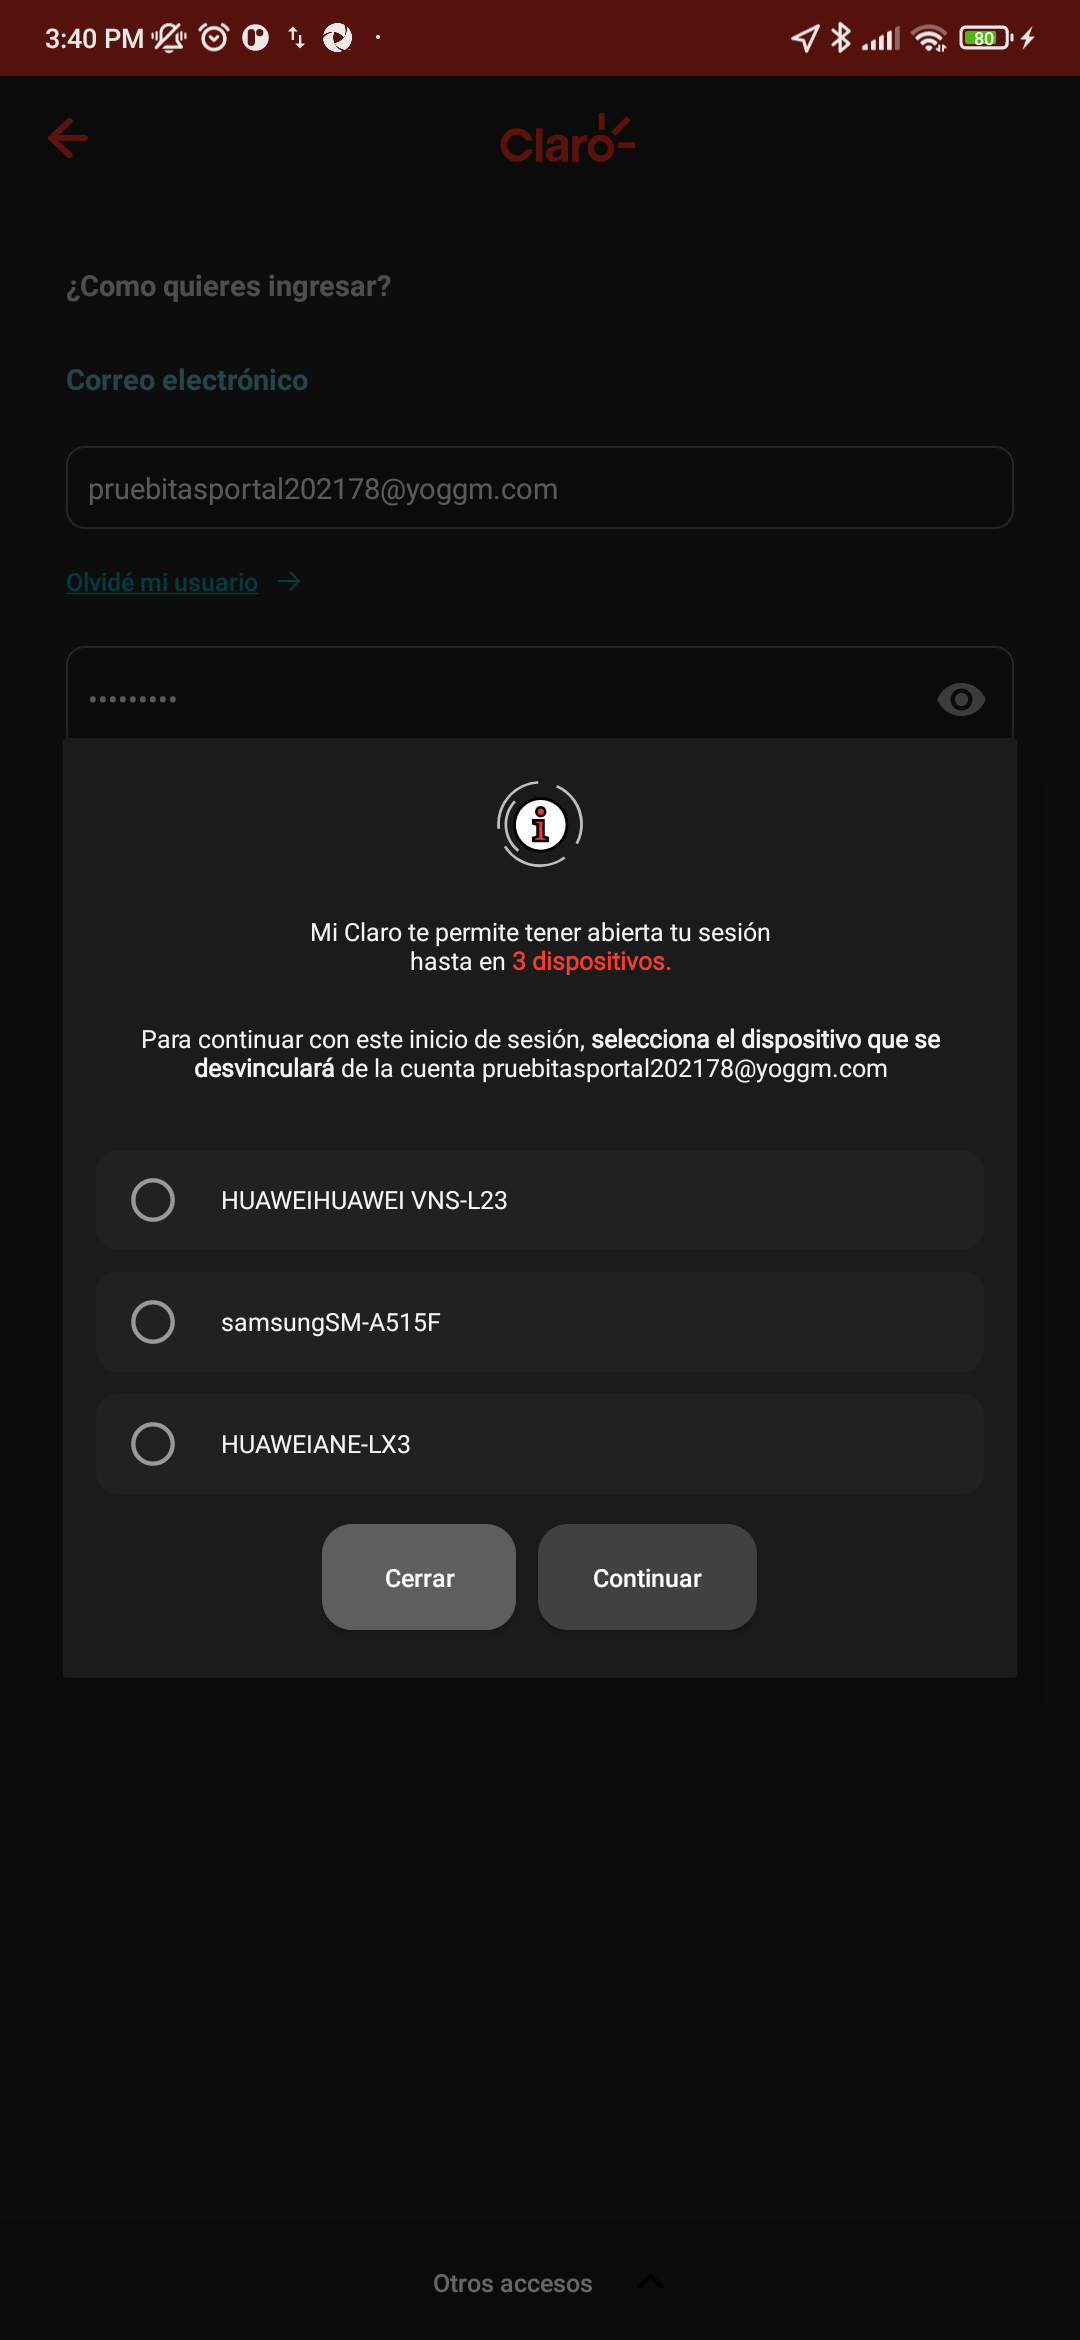 3:40 PM
80
Claro
¿Como quieres ingresar?
Correo electrónico
pruebitasportal202178@yoggm.com
Olvidé mi usuario
•••••••••
Mi Claro te permite tener abierta tu sesión
hasta en 3 dispositivos.
Para continuar con este inicio de sesión, selecciona el dispositivo que se
desvinculará de la cuenta pruebitasportal202178@yoggm.com
HUAWEIHUAWEI VNS-L23
samsungSM-A515F
HUAWEIANE-LX3
Cerrar
Continuar
Otros accesos